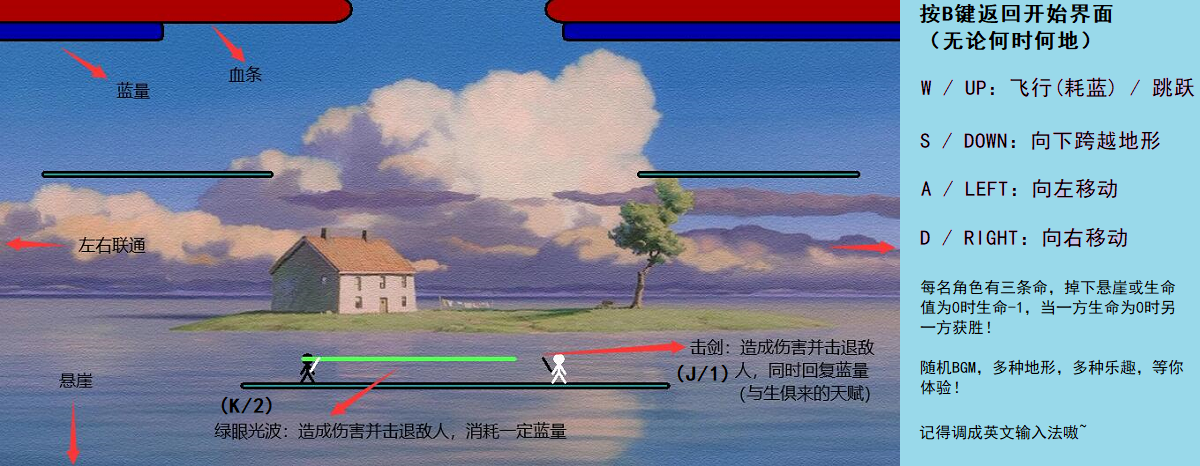 血条
蓝量
左右联通
击剑：造成伤害并击退敌
人，同时回复蓝量
(与生俱来的天赋)
(J/1)
悬崖
(K/2)
绿眼光波：造成伤害并击退敌人，消耗一定蓝量
按B键返回开始界面
（无论何时何地）
W / UP：飞行(耗蓝) / 跳跃
S / DOWN：向下跨越地形
A / LEFT：向左移动
D / RIGHT：向右移动
每名角色有三条命，掉下悬崖或生命
值为0时生命-1，当一方生命为0时另
一方获胜！
随机BGM，多种地形，多种乐趣，等你
体验！
记得调成英文输入法嗷~